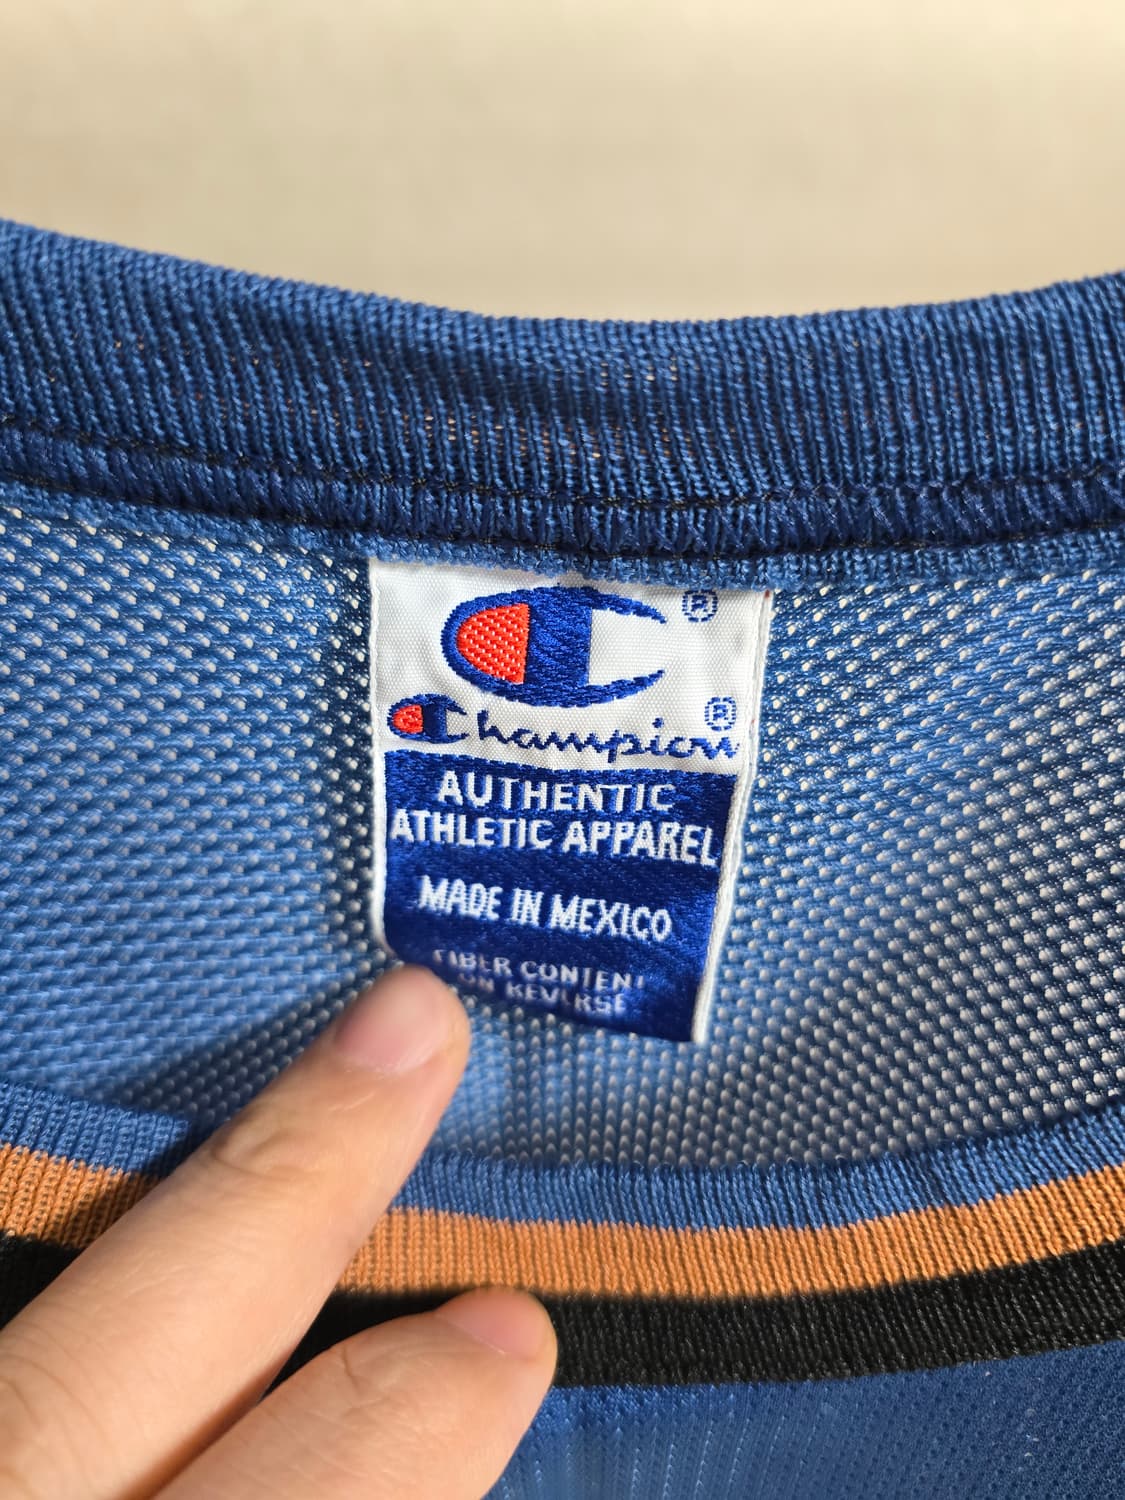 ®
Champion®
AUTHENTIC
ATHLETIC APPAREL
MADE IN MEXICO
FIBER CONTENT
ON REVERSE